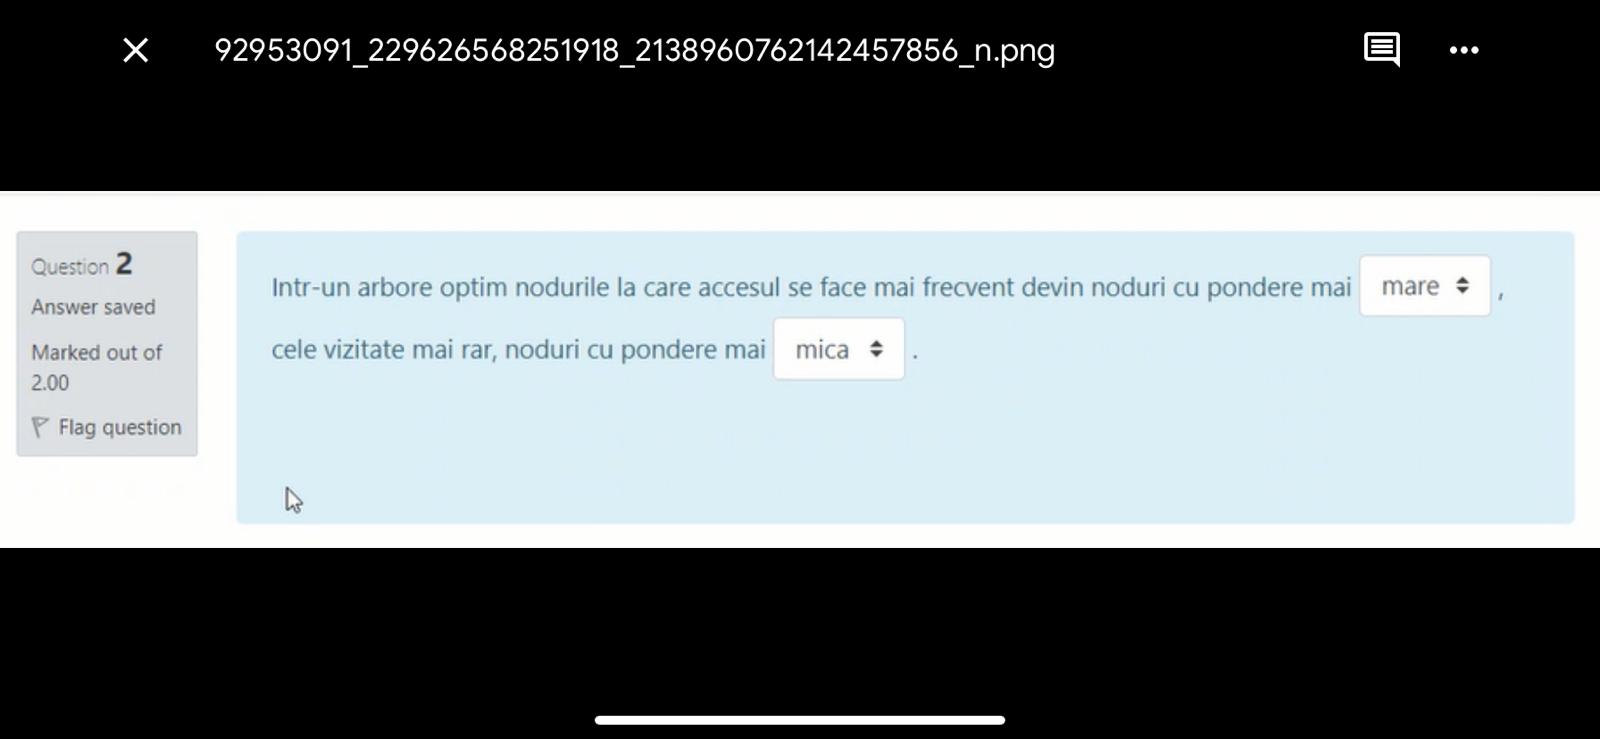 92953091_229626568251918_2138960762142457856_n.png
Question 2
Answer saved
Marked out of
2.00
Flag question
Intr-un arbore optim nodurile la care accesul se face mai frecvent devin noduri cu pondere mai mare ,
cele vizitate mai rar, noduri cu pondere mai mica .